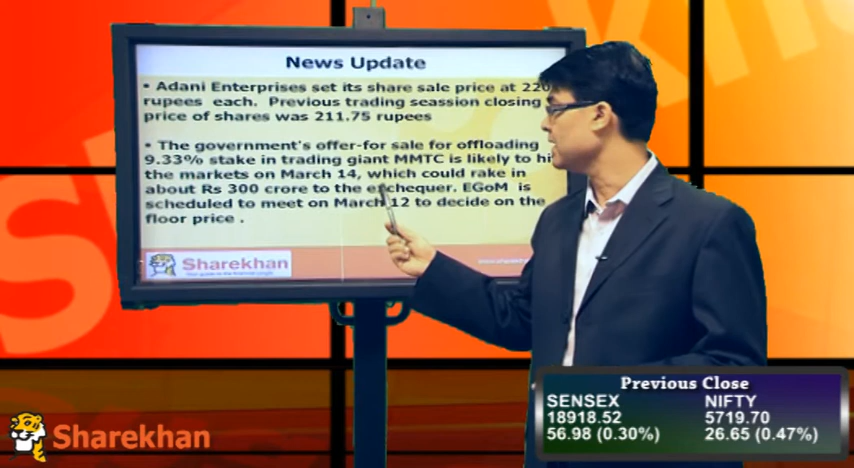 News Update
• Adani Enterprises set its share sale price at 220
rupees each. Previous trading seassion closing
price of shares was 211.75 rupees
• The government's offer-for sale for offloading
9.33% stake in trading giant MMTC is likely to hi
the markets on March 14, which could rake in
about Rs 300 crore to the exchequer. EGoM is
scheduled to meet on March 12 to decide on the
floor price .
Sharekhan
Sharekhan
Previous Close
SENSEX NIFTY
18918.52 5719.70
56.98 (0.30%) 26.65 (0.47%)